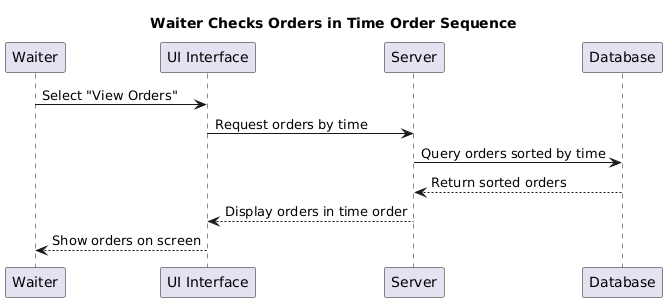 Waiter Checks Orders in Time Order Sequence
Waiter UI Interface Server Database
Select "View Orders"
Request orders by time
Query orders sorted by time
Return sorted orders
Display orders in time order
Show orders on screen
Waiter UI Interface Server Database